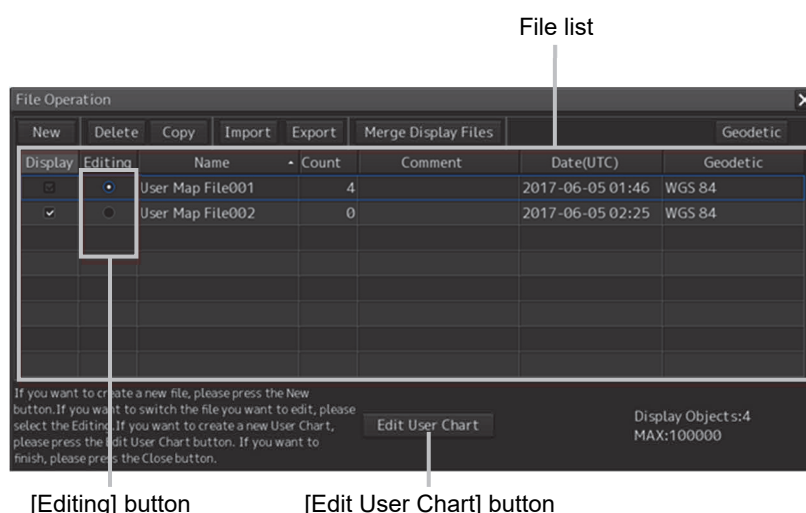 File list
File Operation
New Delete Copy Import Export Merge Display Files Geodetic
Display Editing Name Count Comment Date(UTC) Geodetic
User Map File001 4 2017-06-05 01:46 WGS 84
User Map File002 0 2017-06-05 02:25 WGS 84
If you want to create a new file, please press the New
button.If you want to switch the file you want to edit, please
select the Editing.If you want to create a new User Chart,
please press the Edit User Chart button. If you want to
finish, please press the Close button.
Edit User Chart
Display Objects:4
MAX:100000
[Editing] button [Edit User Chart] button